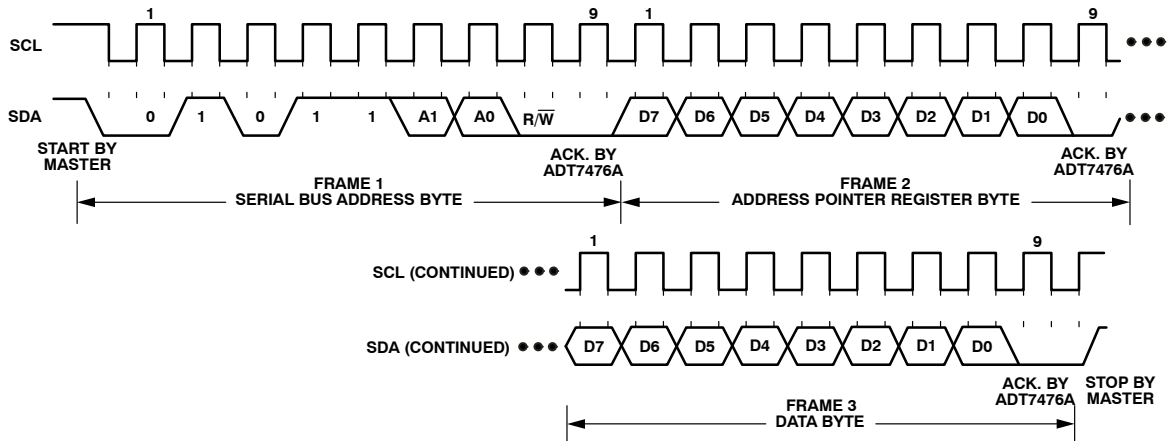 1 9 1 9
SCL
SDA 0 1 0 1 1 A1 A0 R/W̅ D7 D6 D5 D4 D3 D2 D1 D0
START BY
MASTER
ACK. BY
ADT7476A
ACK. BY
ADT7476A
FRAME 1
SERIAL BUS ADDRESS BYTE
FRAME 2
ADDRESS POINTER REGISTER BYTE
1 9
SCL (CONTINUED)
SDA (CONTINUED) D7 D6 D5 D4 D3 D2 D1 D0
ACK. BY
ADT7476A
STOP BY
MASTER
FRAME 3
DATA BYTE